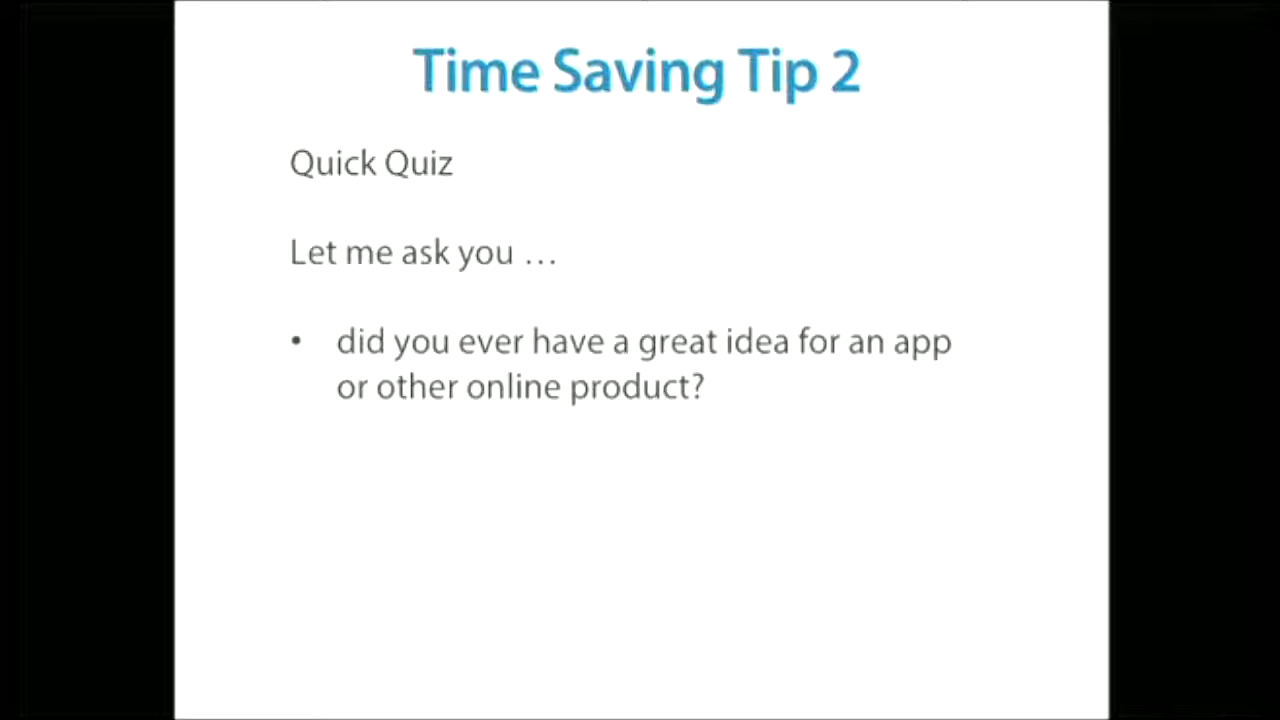 Time Saving Tip 2
Quick Quiz
Let me ask you …
• did you ever have a great idea for an app
or other online product?